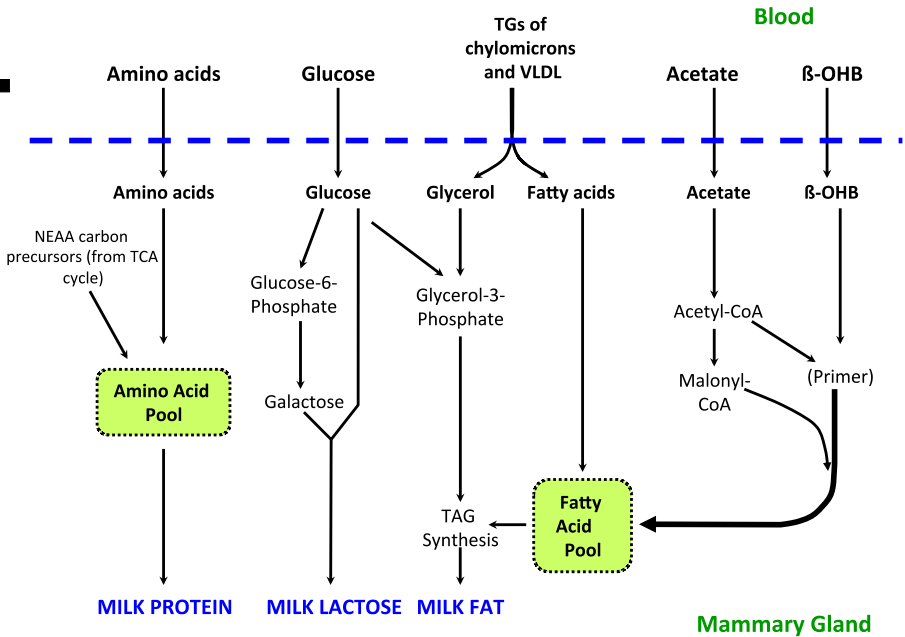 Blood
TGs of
chylomicrons
and VLDL
Amino acids
Glucose
Acetate
ß-OHB
Amino acids
Glucose
Glycerol
Fatty acids
Acetate
ß-OHB
NEAA carbon
precursors (from TCA
cycle)
Glucose-6-
Phosphate
Glycerol-3-
Phosphate
Acetyl-CoA
Malonyl-
CoA
(Primer)
Amino Acid
Pool
Galactose
TAG
Synthesis
Fatty
Acid
Pool
MILK PROTEIN
MILK LACTOSE
MILK FAT
Mammary Gland